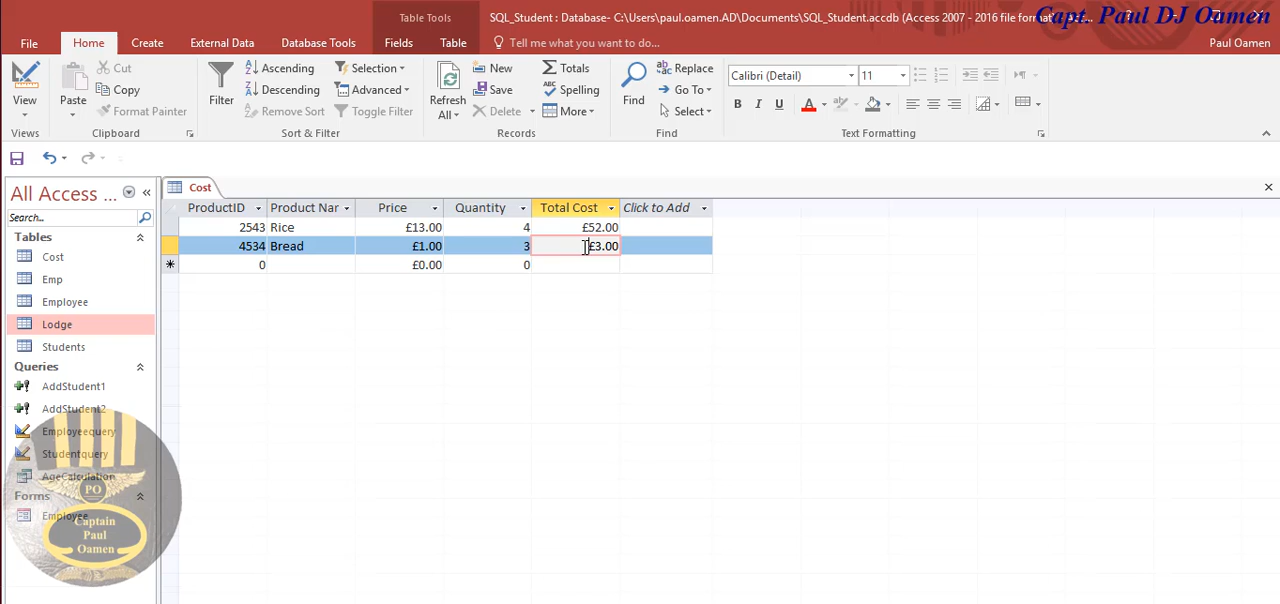 Table Tools
SQL_Student : Database- C:\Users\paul.oamen.AD\Documents\SQL_Student.accdb (Access 2007 - 2016 file forma
Capt. Paul DJ Oamen
File Home Create External Data Database Tools Fields Table Tell me what you want to do... Paul Oamen
View
Views
Paste
Cut
Copy
Format Painter
Clipboard
Filter
Ascending
Descending
Remove Sort
Selection
Advanced
Toggle Filter
Sort & Filter
Refresh
All
New
Save
Delete
Totals
Spelling
More
Records
Find
Replace
Go To
Select
Find
Calibri (Detail) 11
B I U A
Text Formatting
All Access ...
Search...
Tables
Cost
Emp
Employee
Lodge
Students
Queries
AddStudent1
AddStudent2
Employeequery
Studentquery
AgeCalculation
Forms
Employee
PO
Captain
Paul
Oamen
Cost
ProductID Product Nar Price Quantity Total Cost Click to Add
2543 Rice £13.00 4 £52.00
4534 Bread £1.00 3 £3.00
0 £0.00 0